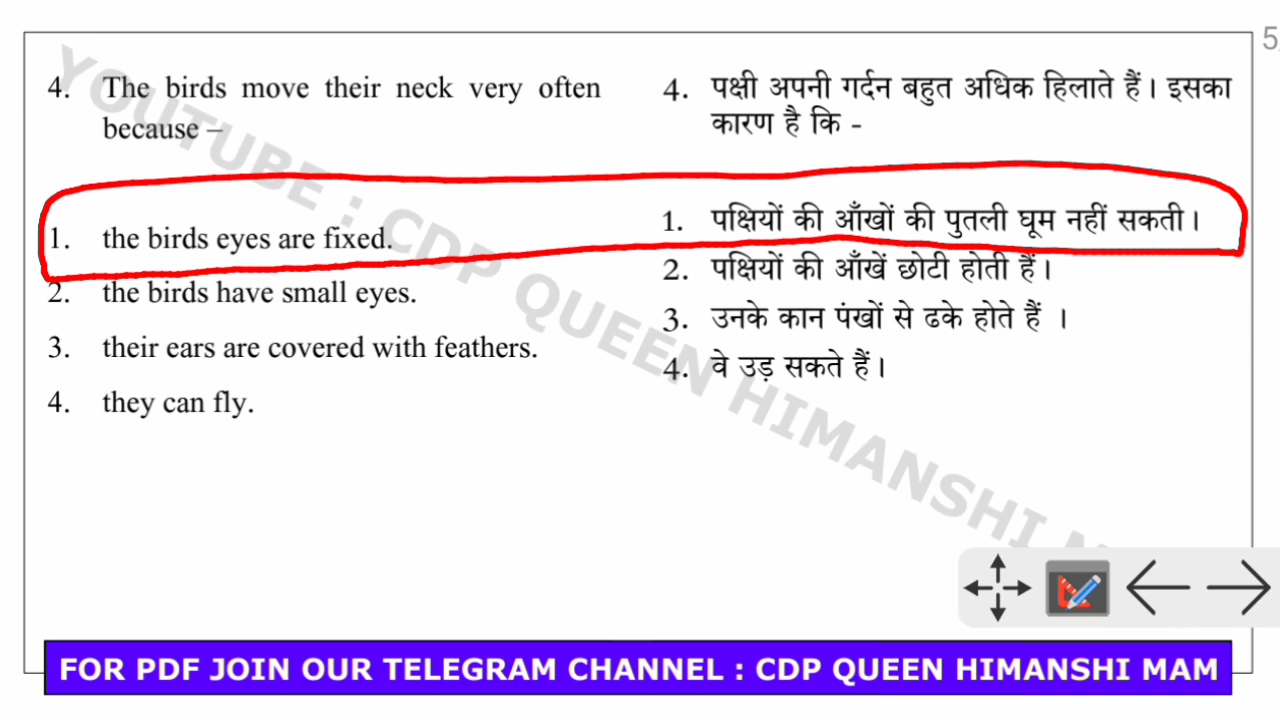 5
4. The birds move their neck very often
because –
1. the birds eyes are fixed.
2. the birds have small eyes.
3. their ears are covered with feathers.
4. they can fly.
4. पक्षी अपनी गर्दन बहुत अधिक हिलाते हैं। इसका
कारण है कि -
1. पक्षियों की आँखों की पुतली घूम नहीं सकती।
2. पक्षियों की आँखें छोटी होती हैं।
3. उनके कान पंखों से ढके होते हैं ।
4. वे उड़ सकते हैं।
YOUTUBE : CDP QUEEN HIMANSHI
FOR PDF JOIN OUR TELEGRAM CHANNEL : CDP QUEEN HIMANSHI MAM